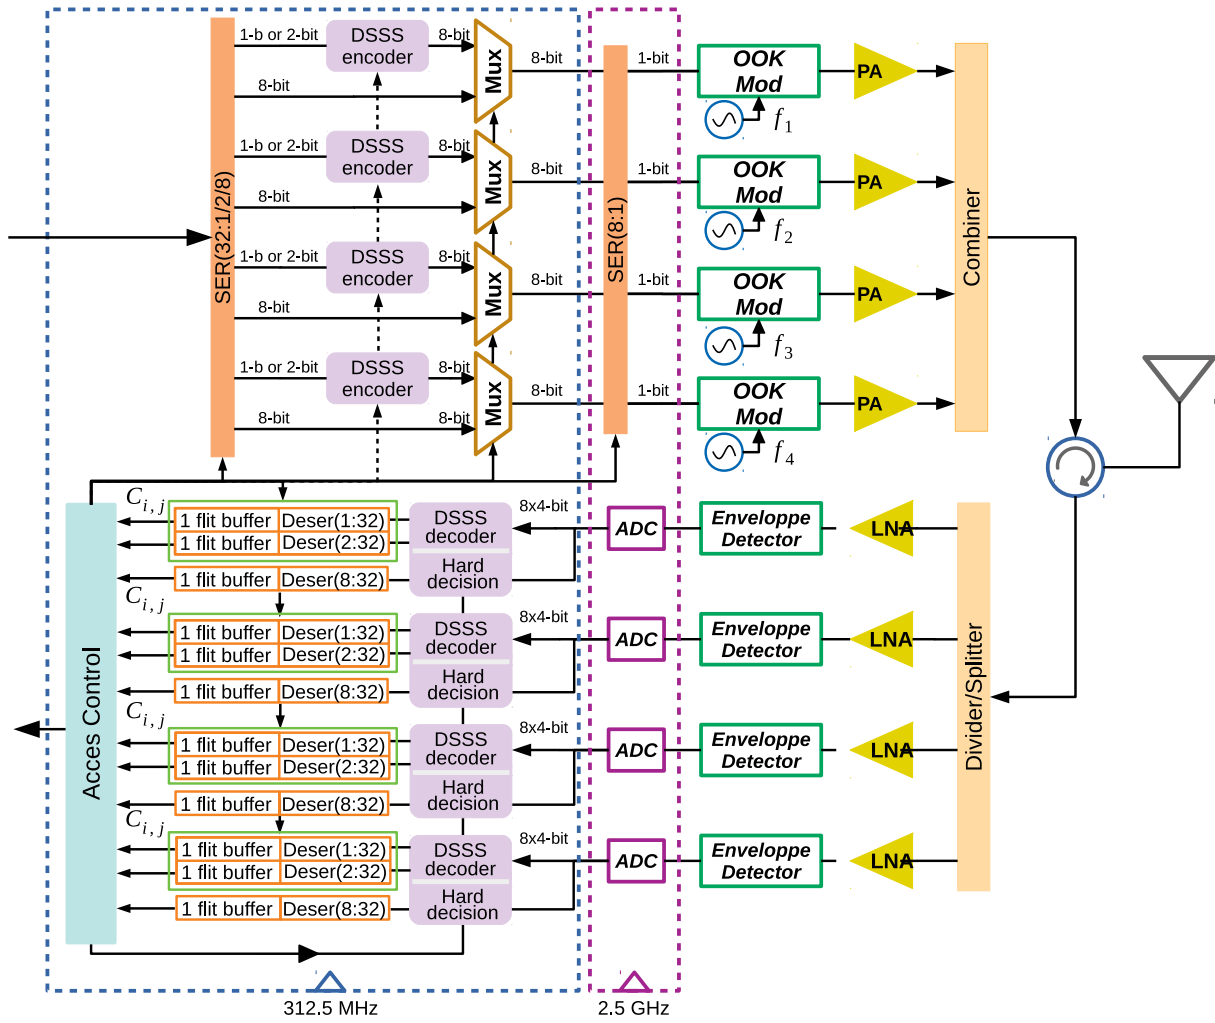 1-b or 2-bit
DSSS
encoder
8-bit
8-bit
8-bit
Mux
8-bit
1-bit
OOK
Mod
f1
PA
1-b or 2-bit
DSSS
encoder
8-bit
8-bit
8-bit
Mux
8-bit
1-bit
OOK
Mod
f2
PA
1-b or 2-bit
DSSS
encoder
8-bit
8-bit
8-bit
Mux
8-bit
1-bit
OOK
Mod
f3
PA
1-b or 2-bit
DSSS
encoder
8-bit
8-bit
8-bit
Mux
8-bit
1-bit
OOK
Mod
f4
PA
SER(32:1/2/8)
SER(8:1)
Combiner
Acces Control
Ci,j
1 flit buffer Deser(1:32)
1 flit buffer Deser(2:32)
1 flit buffer Deser(8:32)
DSSS
decoder
Hard
decision
8x4-bit
ADC
Enveloppe
Detector
LNA
Ci,j
1 flit buffer Deser(1:32)
1 flit buffer Deser(2:32)
1 flit buffer Deser(8:32)
DSSS
decoder
Hard
decision
8x4-bit
ADC
Enveloppe
Detector
LNA
Ci,j
1 flit buffer Deser(1:32)
1 flit buffer Deser(2:32)
1 flit buffer Deser(8:32)
DSSS
decoder
Hard
decision
8x4-bit
ADC
Enveloppe
Detector
LNA
Ci,j
1 flit buffer Deser(1:32)
1 flit buffer Deser(2:32)
1 flit buffer Deser(8:32)
DSSS
decoder
Hard
decision
8x4-bit
ADC
Enveloppe
Detector
LNA
Divider/Splitter
312.5 MHz
2.5 GHz